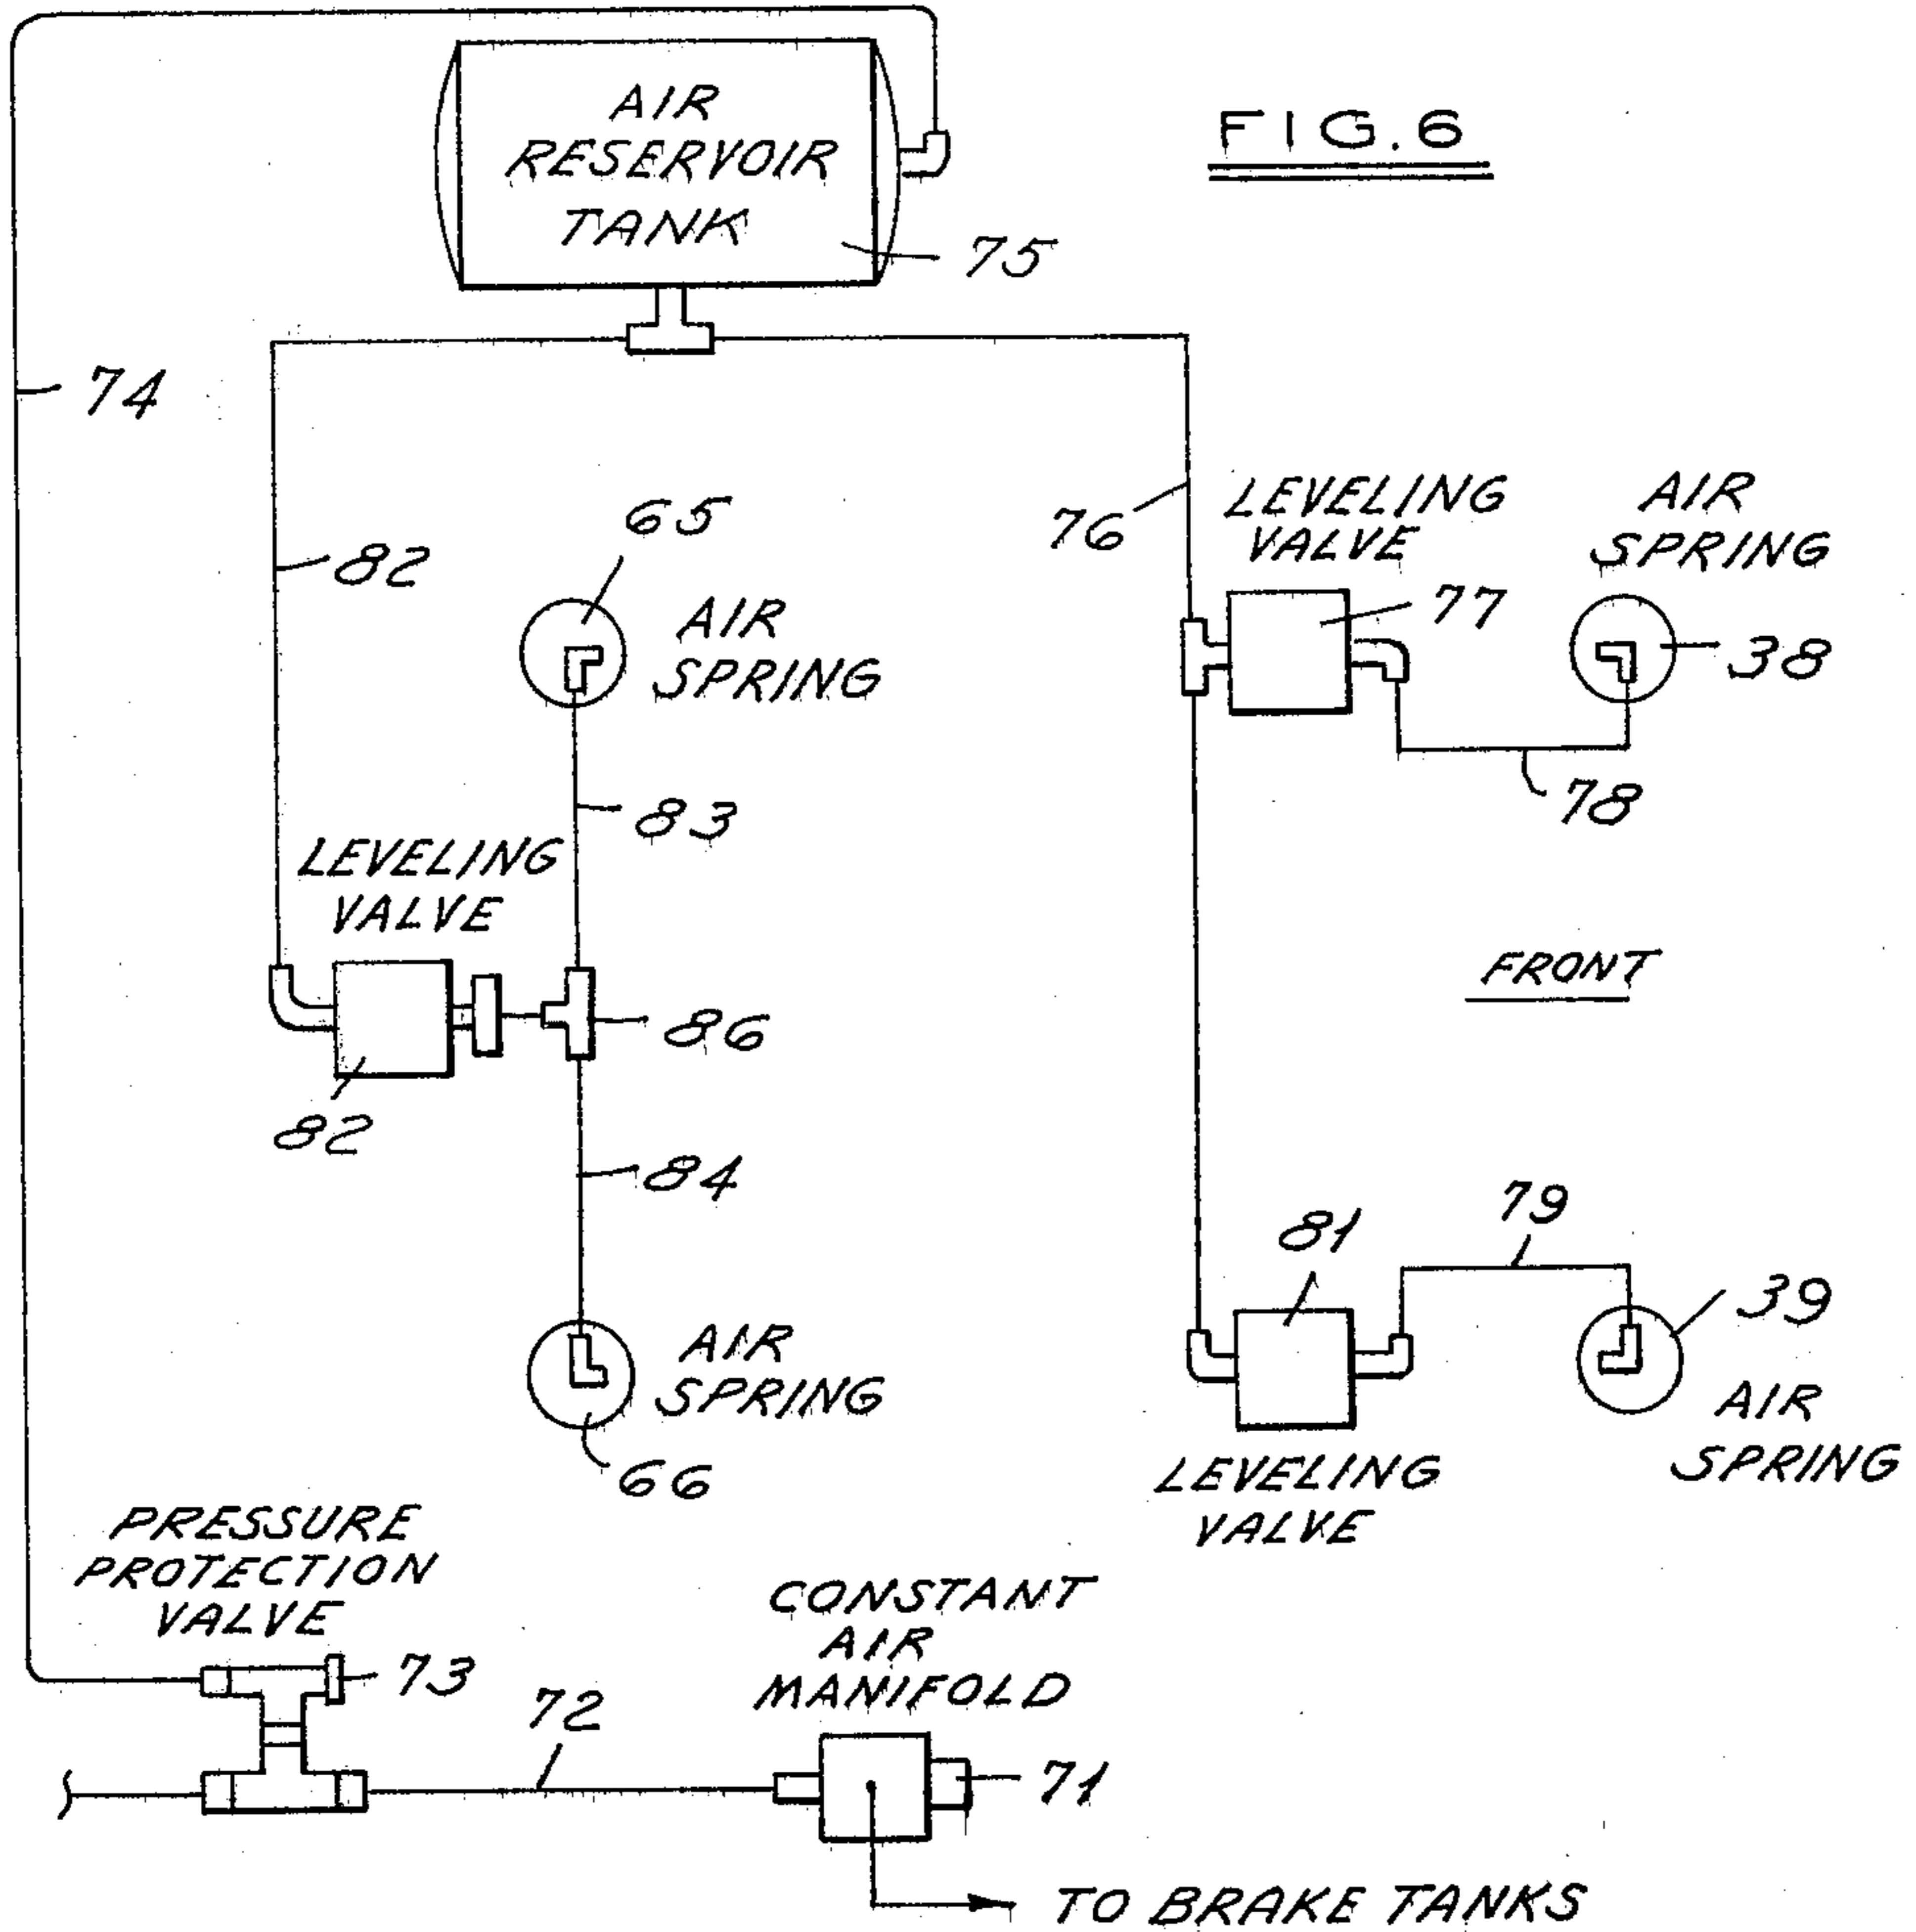 FIG. 6
AIR
RESERVOIR
TANK
75
74
82
65
AIR
SPRING
76
LEVELING
VALVE
77
AIR
SPRING
38
78
83
LEVELING
VALVE
86
82
84
FRONT
79
81
39
AIR
SPRING
LEVELING
VALVE
AIR
SPRING
66
PRESSURE
PROTECTION
VALVE
73
72
CONSTANT
AIR
MANIFOLD
71
TO BRAKE TANKS